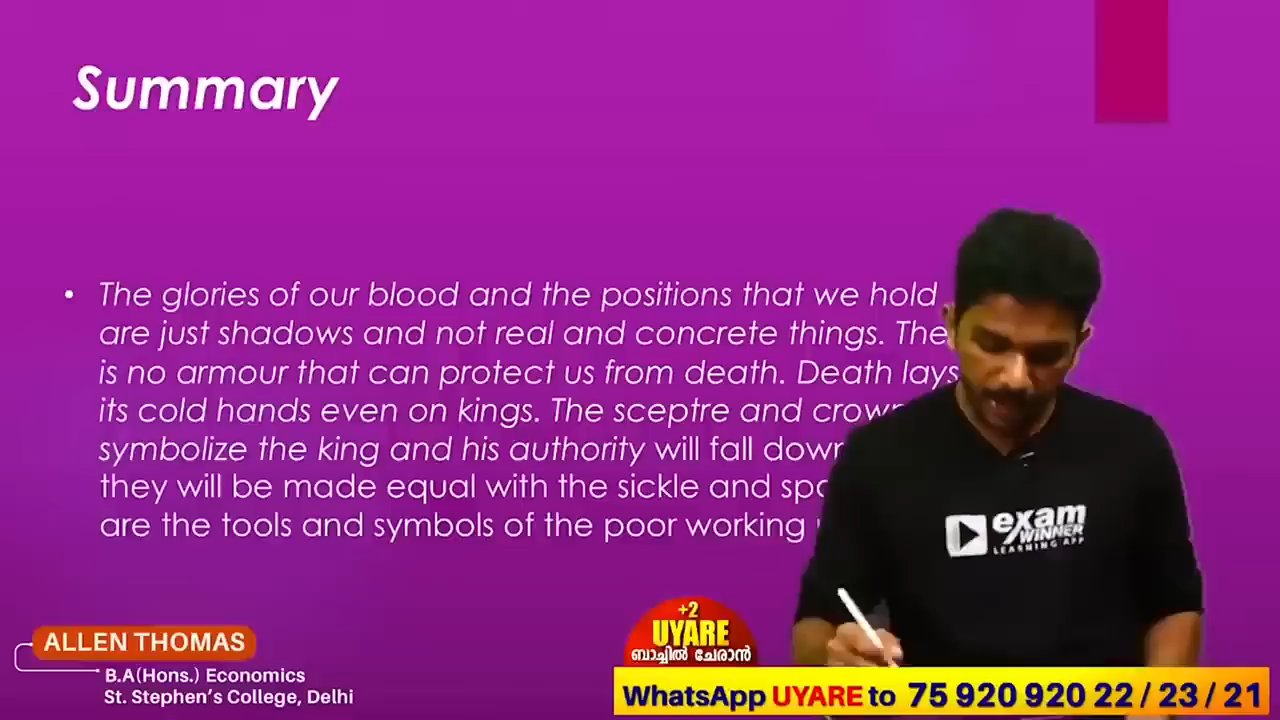 Summary
• The glories of our blood and the positions that we hold
are just shadows and not real and concrete things. The
is no armour that can protect us from death. Death lays
its cold hands even on kings. The sceptre and crown
symbolize the king and his authority will fall down
they will be made equal with the sickle and spa
are the tools and symbols of the poor working
exam
WINNER
LEARNING APP
ALLEN THOMAS
B.A(Hons.) Economics
St. Stephen's College, Delhi
+2
UYARE
ബാച്ചിൽ ചേരാൻ
WhatsApp UYARE to 75 920 920 22 / 23 / 21